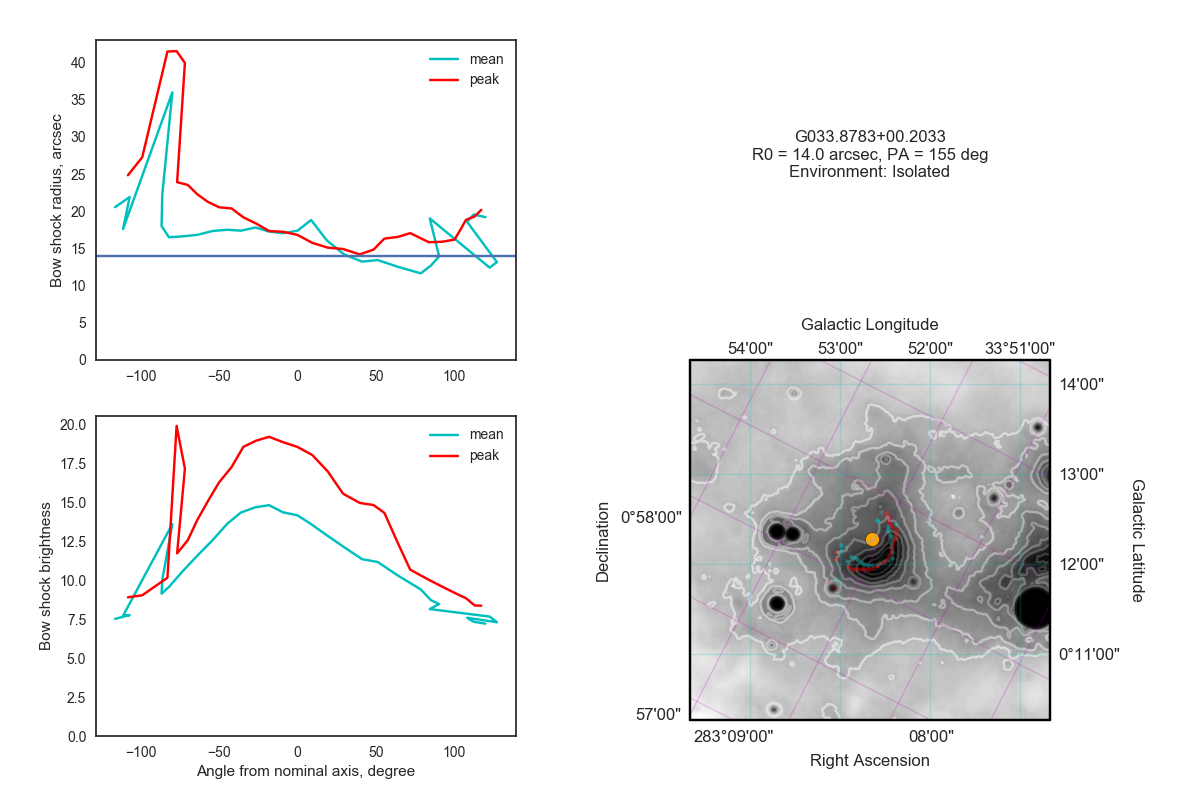 40
35
30
25
20
15
10
5
0
Bow shock radius, arcsec
mean
peak
−100
−50
0
50
100
20.0
17.5
15.0
12.5
10.0
7.5
5.0
2.5
0.0
Bow shock brightness
mean
peak
−100
−50
0
50
100
Angle from nominal axis, degree
G033.8783+00.2033
R0 = 14.0 arcsec, PA = 155 deg
Environment: Isolated
Galactic Longitude
54'00" 53'00" 52'00" 33°51'00"
14'00"
13'00"
12'00"
0°11'00"
Galactic Latitude
Declination
0°58'00"
57'00"
283°09'00" 08'00"
Right Ascension